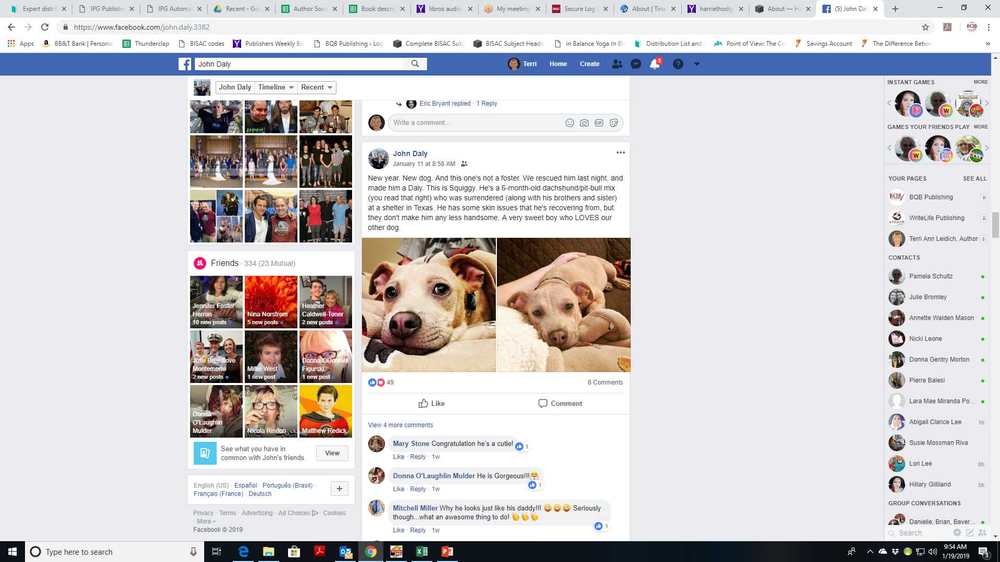 Expert distri
IPG Publishe
IPG Automat
Recent - Goo
Author Socia
Book descrip
libros audio
My meeting
Secure Log O
About | Tina
harriethodgs
About — Ha
(5) John Daly
https://www.facebook.com/john.daly.3382
Apps
BB&T Bank | Personal
Thunderclap
BISAC codes
Publishers Weekly Bo
BQB Publishing › Log
Complete BISAC Subj
BISAC Subject Headin
in Balance Yoga In Bla
Distribution List and S
Point of View: The Co
Savings Account
The Difference Betwe
John Daly
Terri
Home
Create
5
John Daly
Timeline
Recent
Eric Bryant replied · 1 Reply
Write a comment...
GIF
John Daly
January 11 at 8:58 AM ·
New year. New dog. And this one's not a foster. We rescued him last night, and
made him a Daly. This is Squiggy. He's a 6-month-old dachshund/pit-bull mix
(you read that right) who was surrendered (along with his brothers and sister)
at a shelter in Texas. He has some skin issues that he's recovering from, but
they don't make him any less handsome. A very sweet boy who LOVES our
other dog.
49
8 Comments
Like
Comment
View 4 more comments
Mary Stone Congratulation he's a cutie!
1
Like · Reply · 1w
Donna O'Laughlin Mulder He is Gorgeous!!!🤗
1
Like · Reply · 1w
Mitchell Miller Why he looks just like his daddy!!! 😀😀😀 Seriously
though...what an awesome thing to do! 👏👏👏
1
Like · Reply · 1w
Friends · 334 (23 Mutual)
Jennifer Foster
Herron
10 new posts
Nina Norstrom
5 new posts
Heather
Caldwell-Toner
2 new posts
Julie Breedlove
Montemerlo
2 new posts
Millie West
1 new post
Donna ODonnell
Figurski
1 new post
Donna
O'Laughlin
Mulder
Nicola Risdon
Matthew Redick
See what you have in
common with John's friends.
View
English (US) · Español · Português (Brasil) ·
Français (France) · Deutsch
Privacy · Terms · Advertising · Ad Choices · Cookies
· More
Facebook © 2019
INSTANT GAMES
MORE
GAMES YOUR FRIENDS PLAY
MORE
YOUR PAGES
SEE ALL
BQB Publishing
9
WriteLife Publishing
9
Terri Ann Leidich, Author
8
CONTACTS
Pamela Schultz
Julie Bromley
Annette Walden Mason
Nicki Leone
Donna Gentry Morton
Pierre Balesi
Lara Mae Miranda Po...
Abigail Clarice Lee
1h
Susie Mossman Riva
Lori Lee
6h
Hillary Gilliland
5h
GROUP CONVERSATIONS
Danielle, Brian, Bever...
Search
Type here to search
9:54 AM
1/19/2019
3